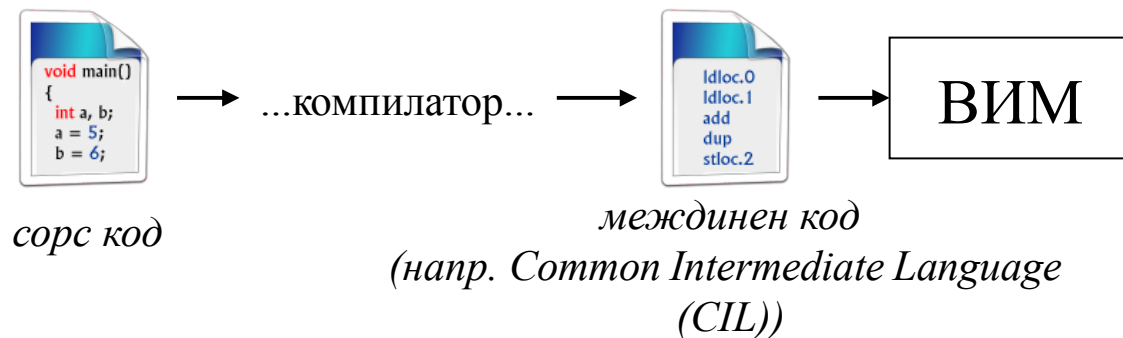 void main()
{
int a, b;
a = 5;
b = 6;
...компилатор...
ldloc.0
ldloc.1
add
dup
stloc.2
ВИМ
сорс код
междинен код
(напр. Common Intermediate Language
(CIL))